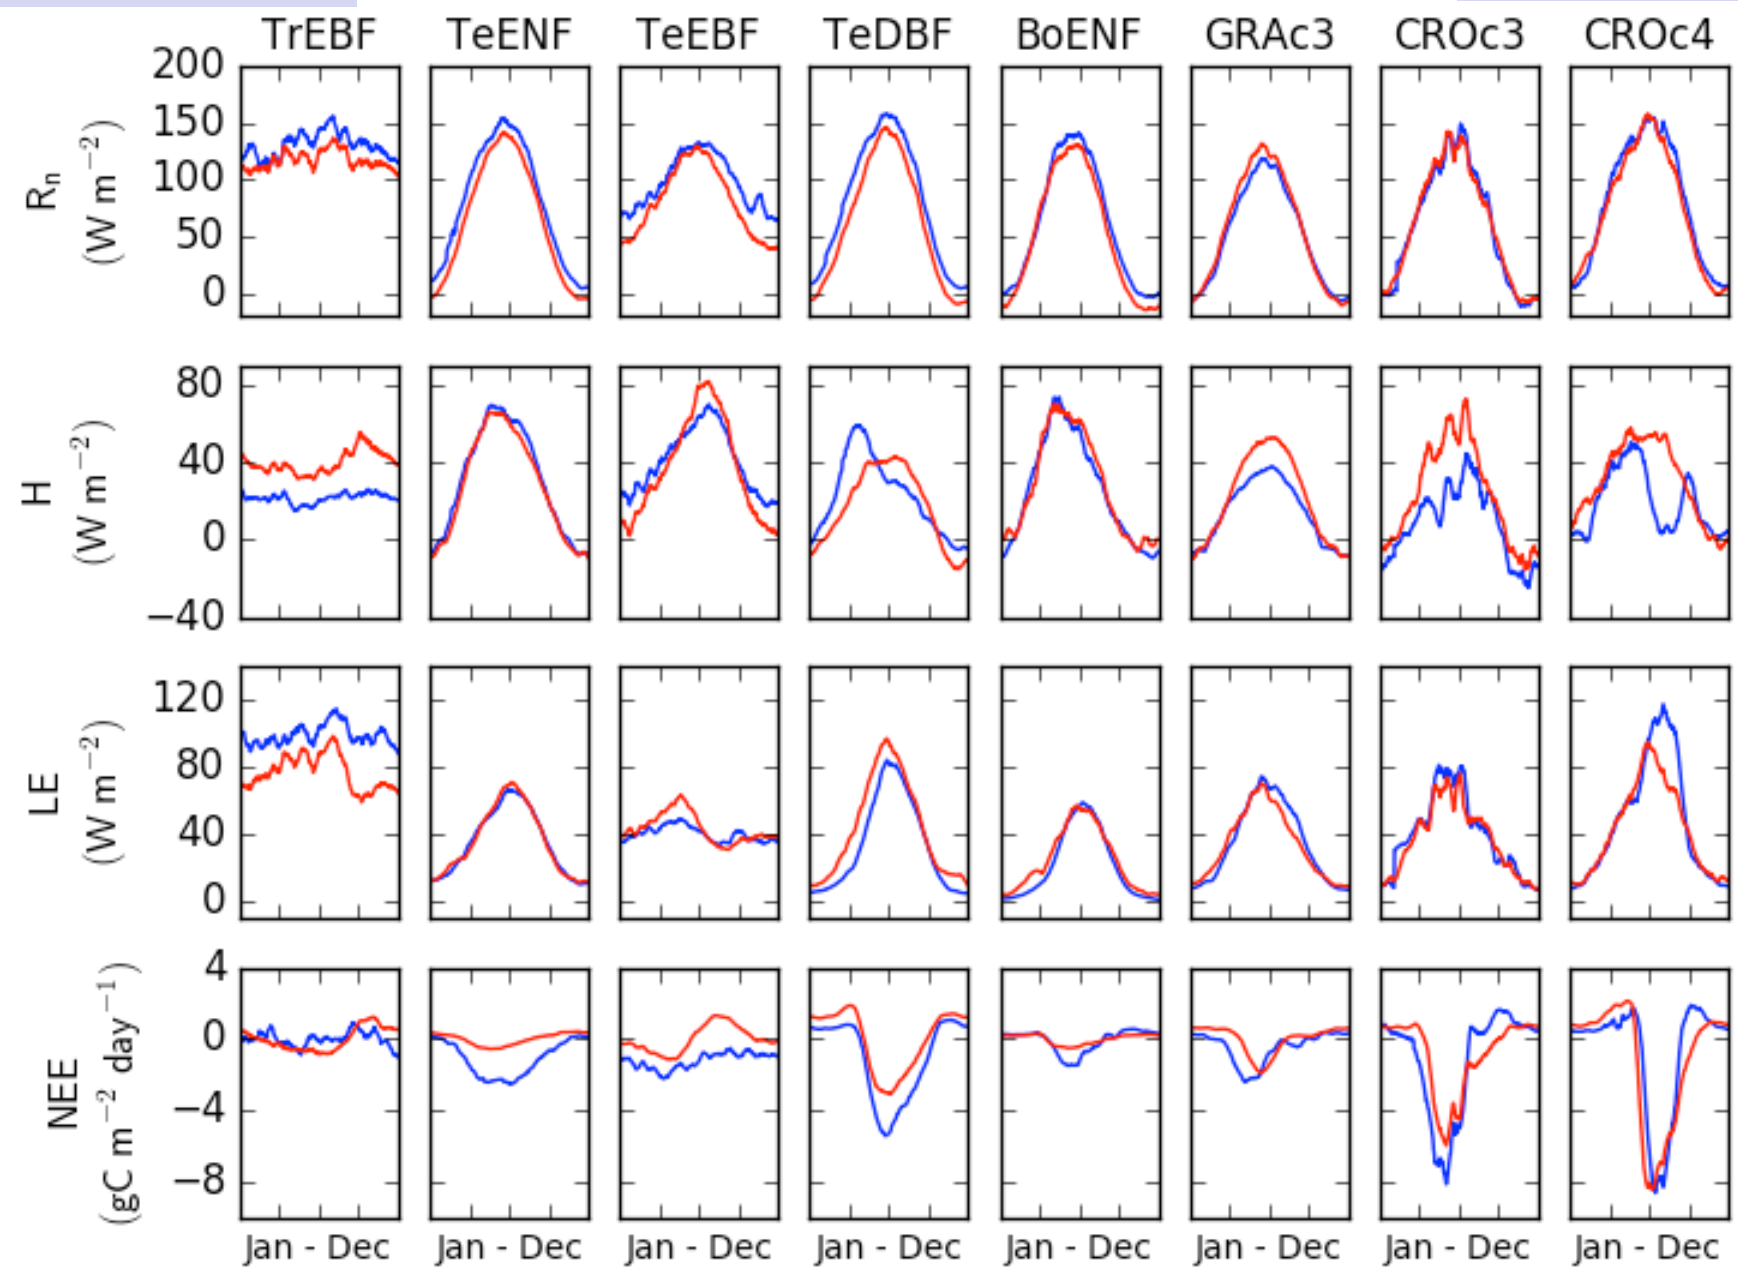 TrEBF TeENF TeEBF TeDBF BoENF GRAc3 CROc3 CROc4
200
150
100
50
0
Rn
(W m−2)
80
40
0
−40
H
(W m−2)
120
80
40
0
LE
(W m−2)
4
0
−4
−8
NEE
(gC m−2 day−1)
Jan - Dec Jan - Dec Jan - Dec Jan - Dec Jan - Dec Jan - Dec Jan - Dec Jan - Dec